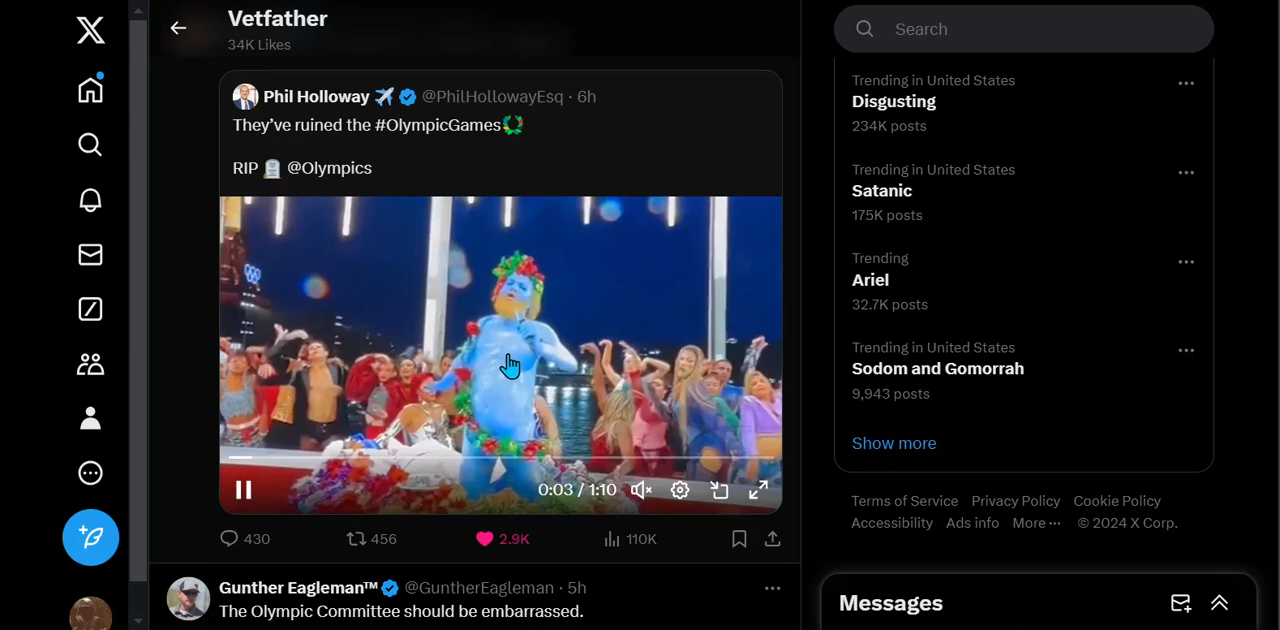 Vetfather
34K Likes
Phil Holloway @PhilHollowayEsq · 6h
They've ruined the #OlympicGames
RIP @Olympics
0:03 / 1:10
430
456
2.9K
110K
Gunther Eagleman™ @GuntherEagleman · 5h
The Olympic Committee should be embarrassed.
Search
Trending in United States
Disgusting
234K posts
Trending in United States
Satanic
175K posts
Trending
Ariel
32.7K posts
Trending in United States
Sodom and Gomorrah
9,943 posts
Show more
Terms of Service Privacy Policy Cookie Policy
Accessibility Ads info More ··· © 2024 X Corp.
Messages